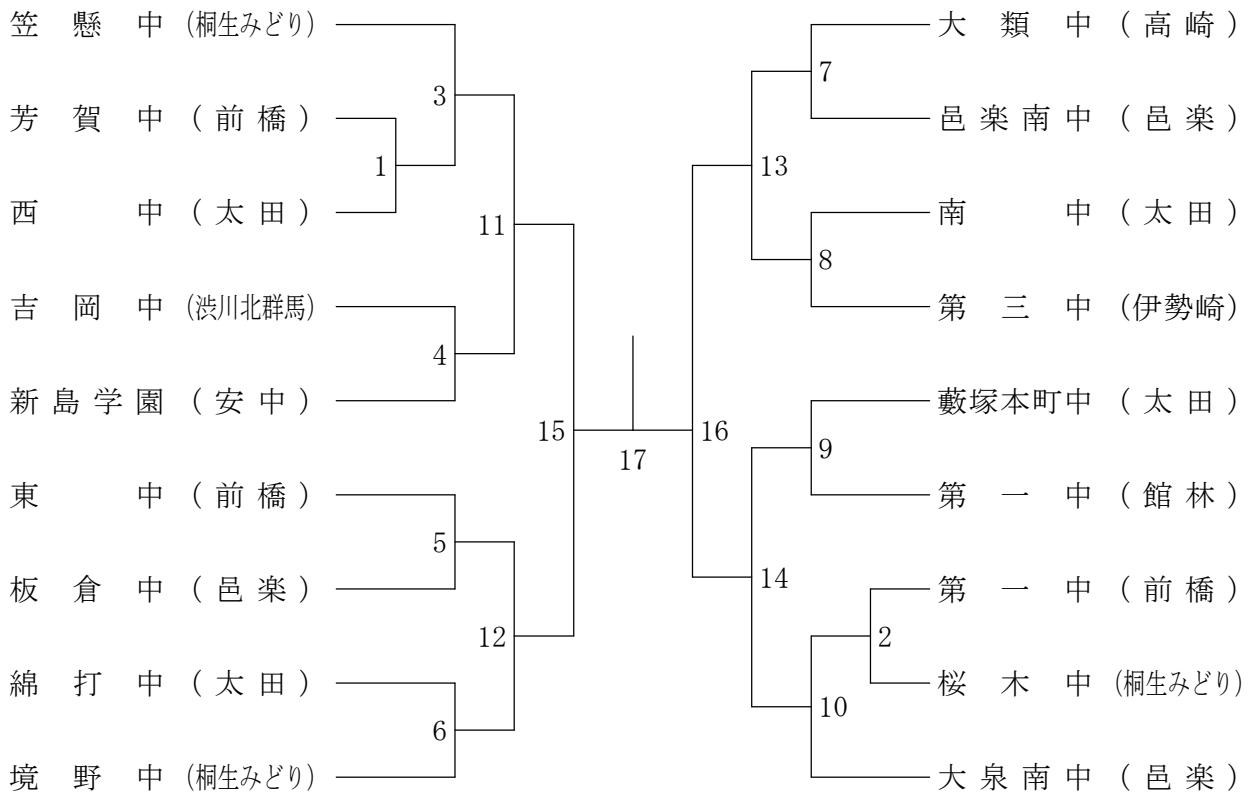 笠懸中（桐生みどり）
芳賀中（前橋）
西中（太田）
吉岡中（渋川北群馬）
新島学園（安中）
東中（前橋）
板倉中（邑楽）
綿打中（太田）
境野中（桐生みどり）
3
1
11
4
15
5
12
6
17
大類中（高崎）
邑楽南中（邑楽）
南中（太田）
第三中（伊勢崎）
藪塚本町中（太田）
第一中（館林）
第一中（前橋）
桜木中（桐生みどり）
大泉南中（邑楽）
7
13
8
16
9
14
2
10